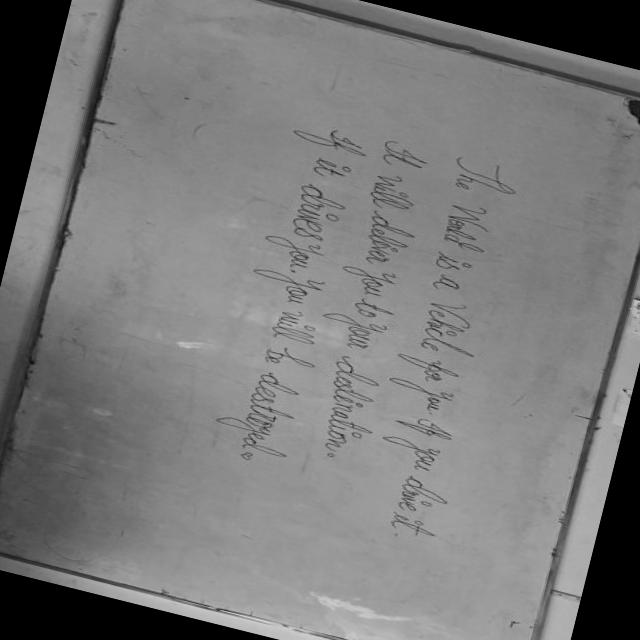 The Mind is a Vehicle for you. If you drive it
It will deliver you to your destination.
If it drives you You will be destroyed.